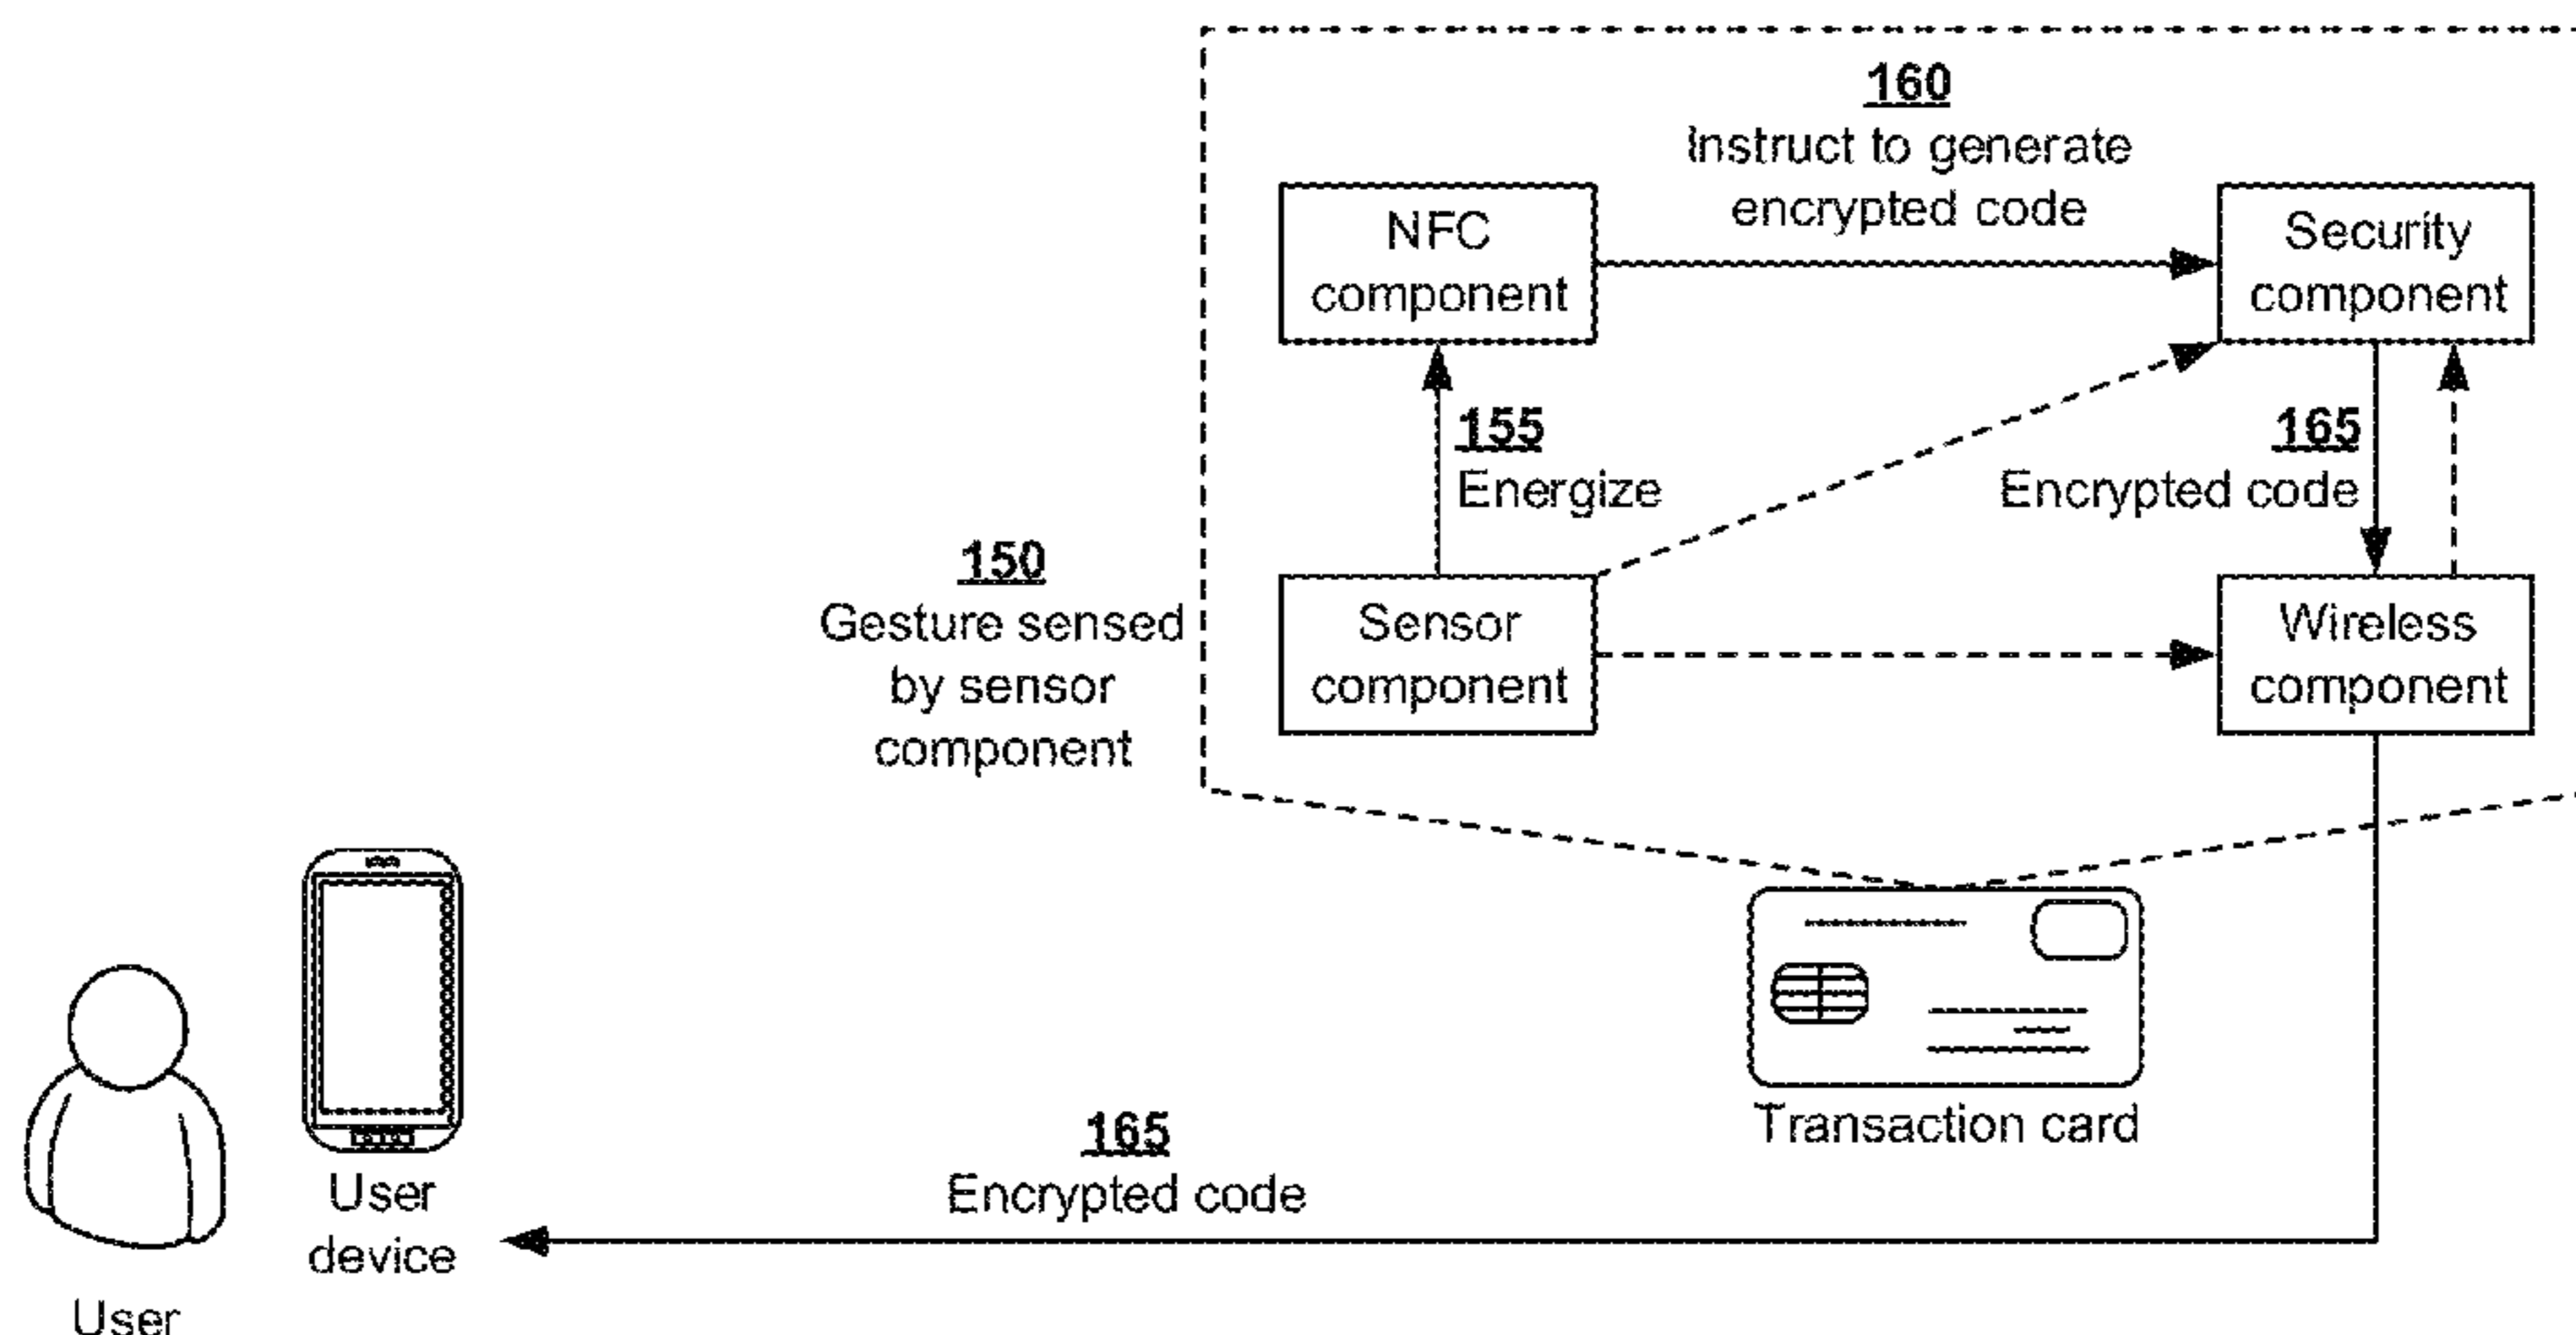 160
Instruct to generate
encrypted code
NFC
component
Security
component
155
Energize
165
Encrypted code
150
Gesture sensed
by sensor
component
Sensor
component
Wireless
component
Transaction card
165
Encrypted code
User
device
User